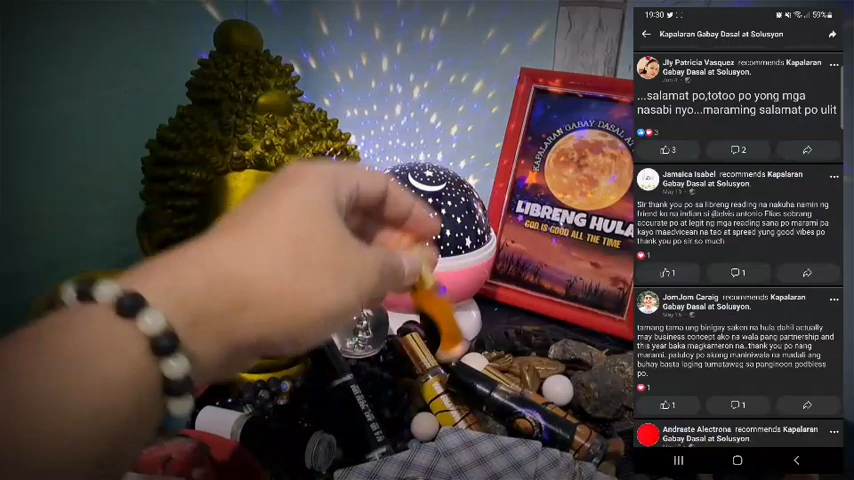 KAPALARAN GABAY DASAL AT
LIBRENG HULA
GOD IS GOOD ALL THE TIME
19:30
59%
Kapalaran Gabay Dasal at Solusyon
Jly Patricia Vasquez recommends Kapalaran
Gabay Dasal at Solusyon.
...salamat po,totoo po yong mga
nasabi nyo...maraming salamat po ulit
3
3
2
Jamaica Isabel recommends Kapalaran
Gabay Dasal at Solusyon.
Sir thank you po sa libreng reading na nakuha namin ng
friend ko na indian si @elvis antonio Elias sobrang
accurate po at legit ng mga reading sana po marami pa
kayo maadvicean na tao at spread yung good vibes po
thank you po sir so much
1
1
1
JomJom Caraig recommends Kapalaran
Gabay Dasal at Solusyon.
tamang tama ung binigay saken na hula dahil actually
may business concept ako na wala pang partnership and
this year baka magkameron na..thank you po nang
marami. patuloy po akong maniniwala na madali ang
buhay basta laging tumatawag sa panginoon godbless
po.
1
1
1
Andraste Alectrona recommends Kapalaran
Gabay Dasal at Solusyon.